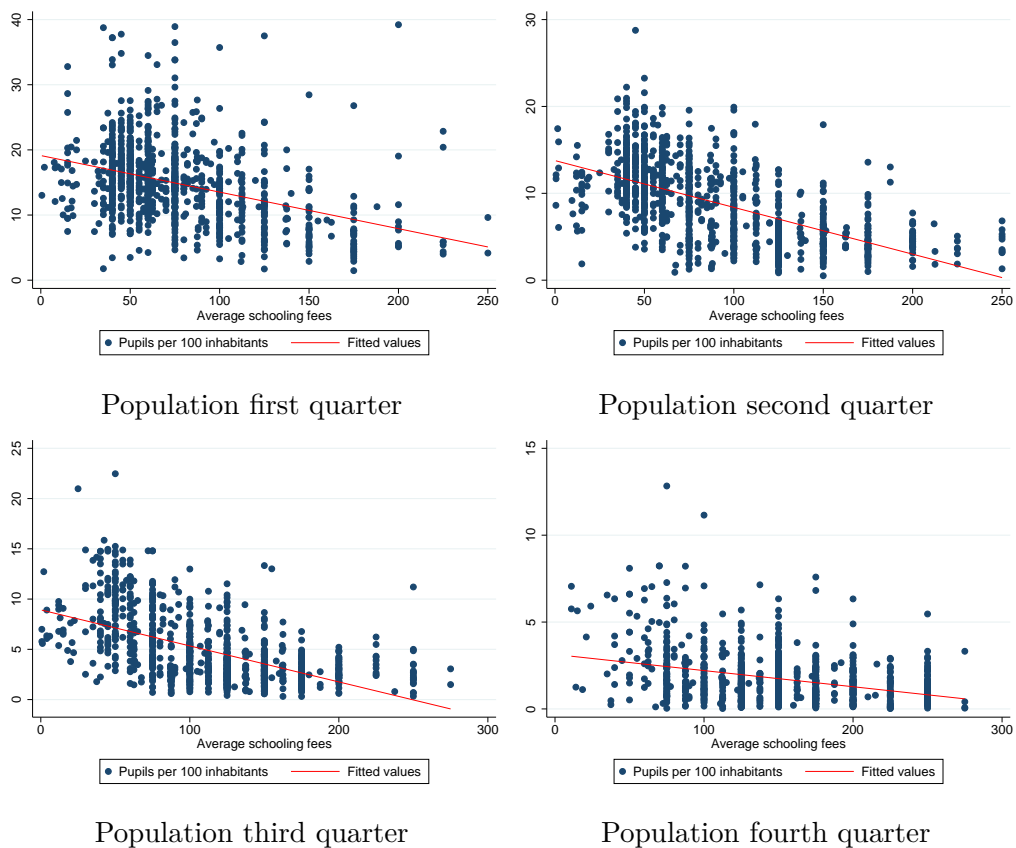 40
30
20
10
0
0 50 100 150 200 250
Average schooling fees
Pupils per 100 inhabitants Fitted values
Population first quarter
30
20
10
0
0 50 100 150 200 250
Average schooling fees
Pupils per 100 inhabitants Fitted values
Population second quarter
25
20
15
10
5
0
0 100 200 300
Average schooling fees
Pupils per 100 inhabitants Fitted values
Population third quarter
15
10
5
0
0 100 200 300
Average schooling fees
Pupils per 100 inhabitants Fitted values
Population fourth quarter